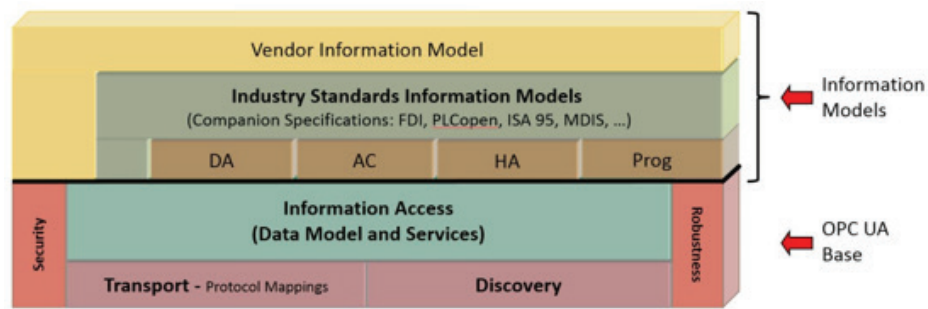 Vendor Information Model
Industry Standards Information Models
(Companion Specifications: FDI, PLCopen, ISA 95, MDIS, ...)
DA
AC
HA
Prog
Information
Models
Security
Information Access
(Data Model and Services)
Robustness
OPC UA
Base
Transport - Protocol Mappings
Discovery